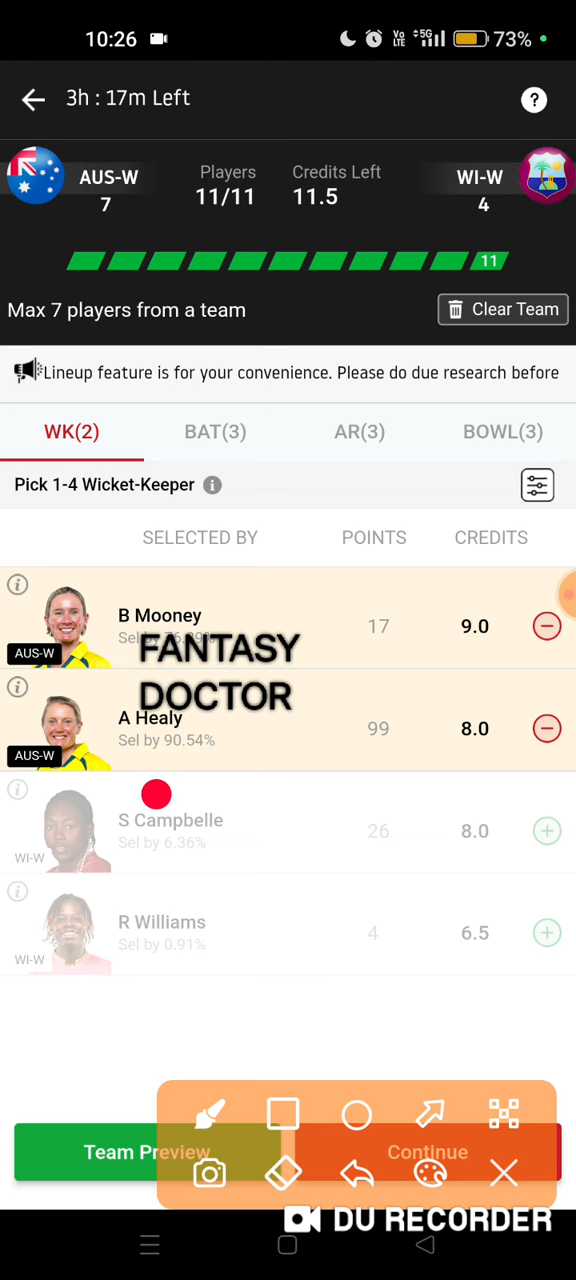 10:26 Vo LTE 5G 73%
3h : 17m Left ?
AUS-W Players Credits Left WI-W
7 11/11 11.5 4
11
Max 7 players from a team Clear Team
Lineup feature is for your convenience. Please do due research before
WK(2) BAT(3) AR(3) BOWL(3)
Pick 1-4 Wicket-Keeper i
SELECTED BY POINTS CREDITS
i
B Mooney 17 9.0
AUS-W
FANTASY
DOCTOR
i
A Healy 99 8.0
Sel by 90.54%
AUS-W
i
S Campbelle 26 8.0
Sel by 6.36%
WI-W
i
R Williams 4 6.5
Sel by 0.91%
WI-W
Team Preview Continue
DU RECORDER